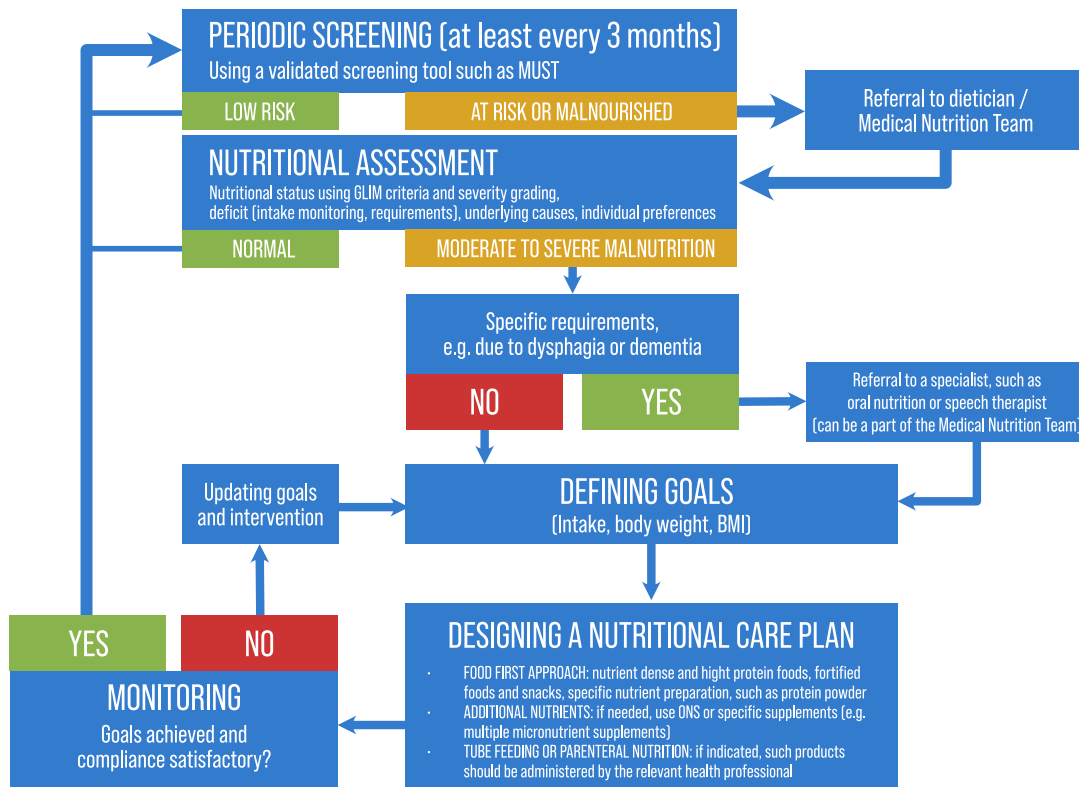 PERIODIC SCREENING (at least every 3 months)
Using a validated screening tool such as MUST
LOW RISK
AT RISK OR MALNOURISHED
Referral to dietician /
Medical Nutrition Team
NUTRITIONAL ASSESSMENT
Nutritional status using GLIM criteria and severity grading,
deficit (intake monitoring, requirements), underlying causes, individual preferences
NORMAL
MODERATE TO SEVERE MALNUTRITION
Specific requirements,
e.g. due to dysphagia or dementia
NO
YES
Referral to a specialist, such as
oral nutrition or speech therapist
(can be a part of the Medical Nutrition Team)
Updating goals
and intervention
DEFINING GOALS
(Intake, body weight, BMI)
YES
NO
MONITORING
Goals achieved and
compliance satisfactory?
DESIGNING A NUTRITIONAL CARE PLAN
· FOOD FIRST APPROACH: nutrient dense and hight protein foods, fortified
foods and snacks, specific nutrient preparation, such as protein powder
· ADDITIONAL NUTRIENTS: if needed, use ONS or specific supplements (e.g.
multiple micronutrient supplements)
· TUBE FEEDING OR PARENTERAL NUTRITION: if indicated, such products
should be administered by the relevant health professional